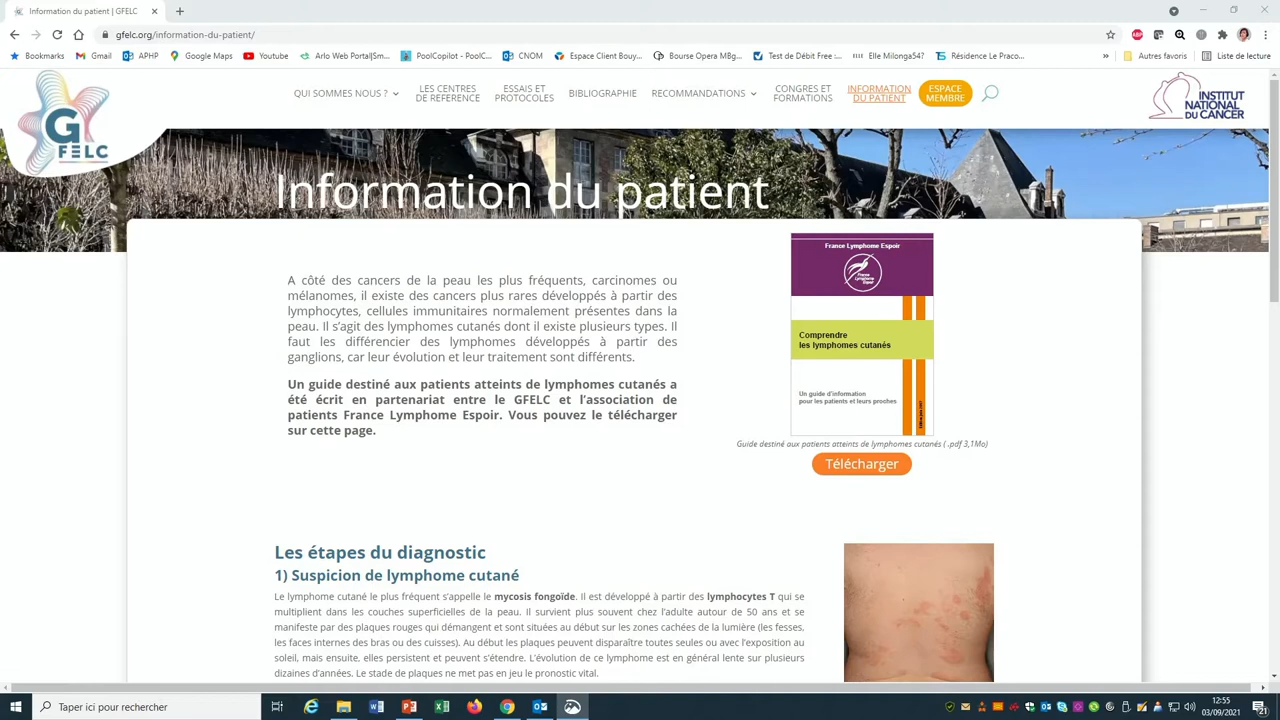 Information du patient | GFELC
gfelc.org/information-du-patient/
Bookmarks
Gmail
APHP
Google Maps
Youtube
Arlo Web Portal|Sm...
PoolCopilot - PoolC...
CNOM
Espace Client Bouy...
Bourse Opera M8g...
Test de Débit Free :...
Elle Milonga54?
Résidence Le Praco...
»
Autres favoris
Liste de lecture
G
FELC
QUI SOMMES NOUS ?
LES CENTRES
DE REFERENCE
ESSAIS ET
PROTOCOLES
BIBLIOGRAPHIE
RECOMMANDATIONS
CONGRES ET
FORMATIONS
INFORMATION
DU PATIENT
ESPACE
MEMBRE
INSTITUT
NATIONAL
DU CANCER
Information du patient
A côté des cancers de la peau les plus fréquents, carcinomes ou
mélanomes, il existe des cancers plus rares développés à partir des
lymphocytes, cellules immunitaires normalement présentes dans la
peau. Il s'agit des lymphomes cutanés dont il existe plusieurs types. Il
faut les différencier des lymphomes développés à partir des
ganglions, car leur évolution et leur traitement sont différents.
Un guide destiné aux patients atteints de lymphomes cutanés a
été écrit en partenariat entre le GFELC et l'association de
patients France Lymphome Espoir. Vous pouvez le télécharger
sur cette page.
France Lymphome Espoir
France
Lymphome
Espoir
Comprendre
les lymphomes cutanés
Un guide d'information
pour les patients et leurs proches
Guide destiné aux patients atteints de lymphomes cutanés ( .pdf 3,1Mo)
Télécharger
Les étapes du diagnostic
1) Suspicion de lymphome cutané
Le lymphome cutané le plus fréquent s'appelle le mycosis fongoïde. Il est développé à partir des lymphocytes T qui se
multiplient dans les couches superficielles de la peau. Il survient plus souvent chez l'adulte autour de 50 ans et se
manifeste par des plaques rouges qui démangent et sont situées au début sur les zones cachées de la lumière (les fesses,
les faces internes des bras ou des cuisses). Au début les plaques peuvent disparaître toutes seules ou avec l'exposition au
soleil, mais ensuite, elles persistent et peuvent s'étendre. L'évolution de ce lymphome est en général lente sur plusieurs
dizaines d'années. Le stade de plaques ne met pas en jeu le pronostic vital.
Taper ici pour rechercher
12:55
03/09/2021